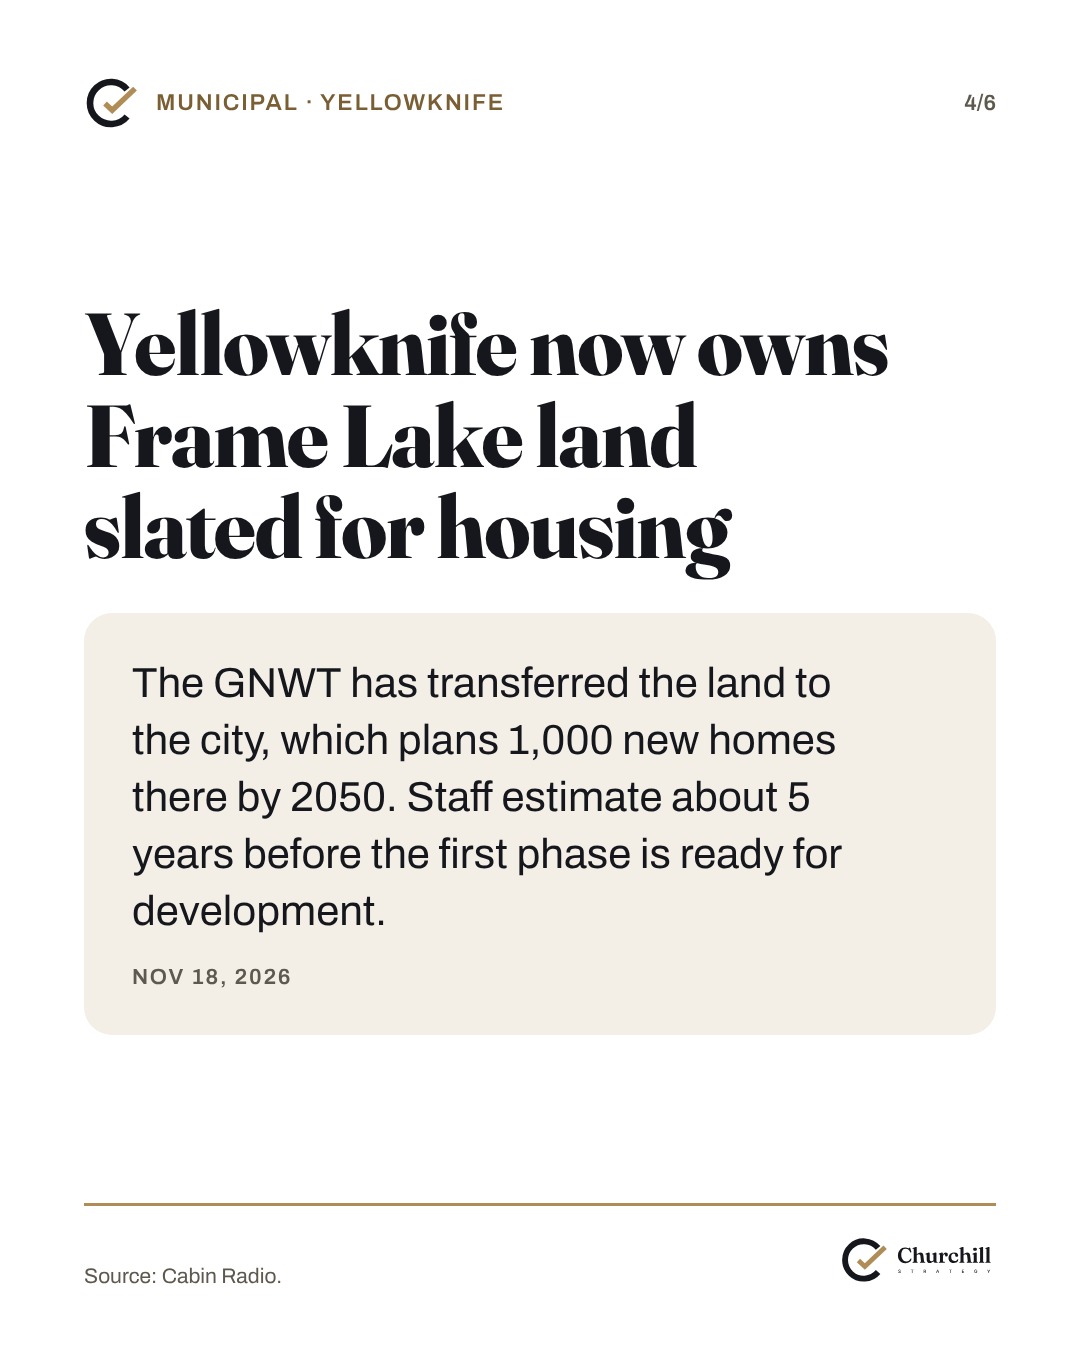 MUNICIPAL · YELLOWKNIFE
4/6
Yellowknife now owns
Frame Lake land
slated for housing
The GNWT has transferred the land to
the city, which plans 1,000 new homes
there by 2050. Staff estimate about 5
years before the first phase is ready for
development.
NOV 18, 2026
Source: Cabin Radio.
Churchill
STRATEGY